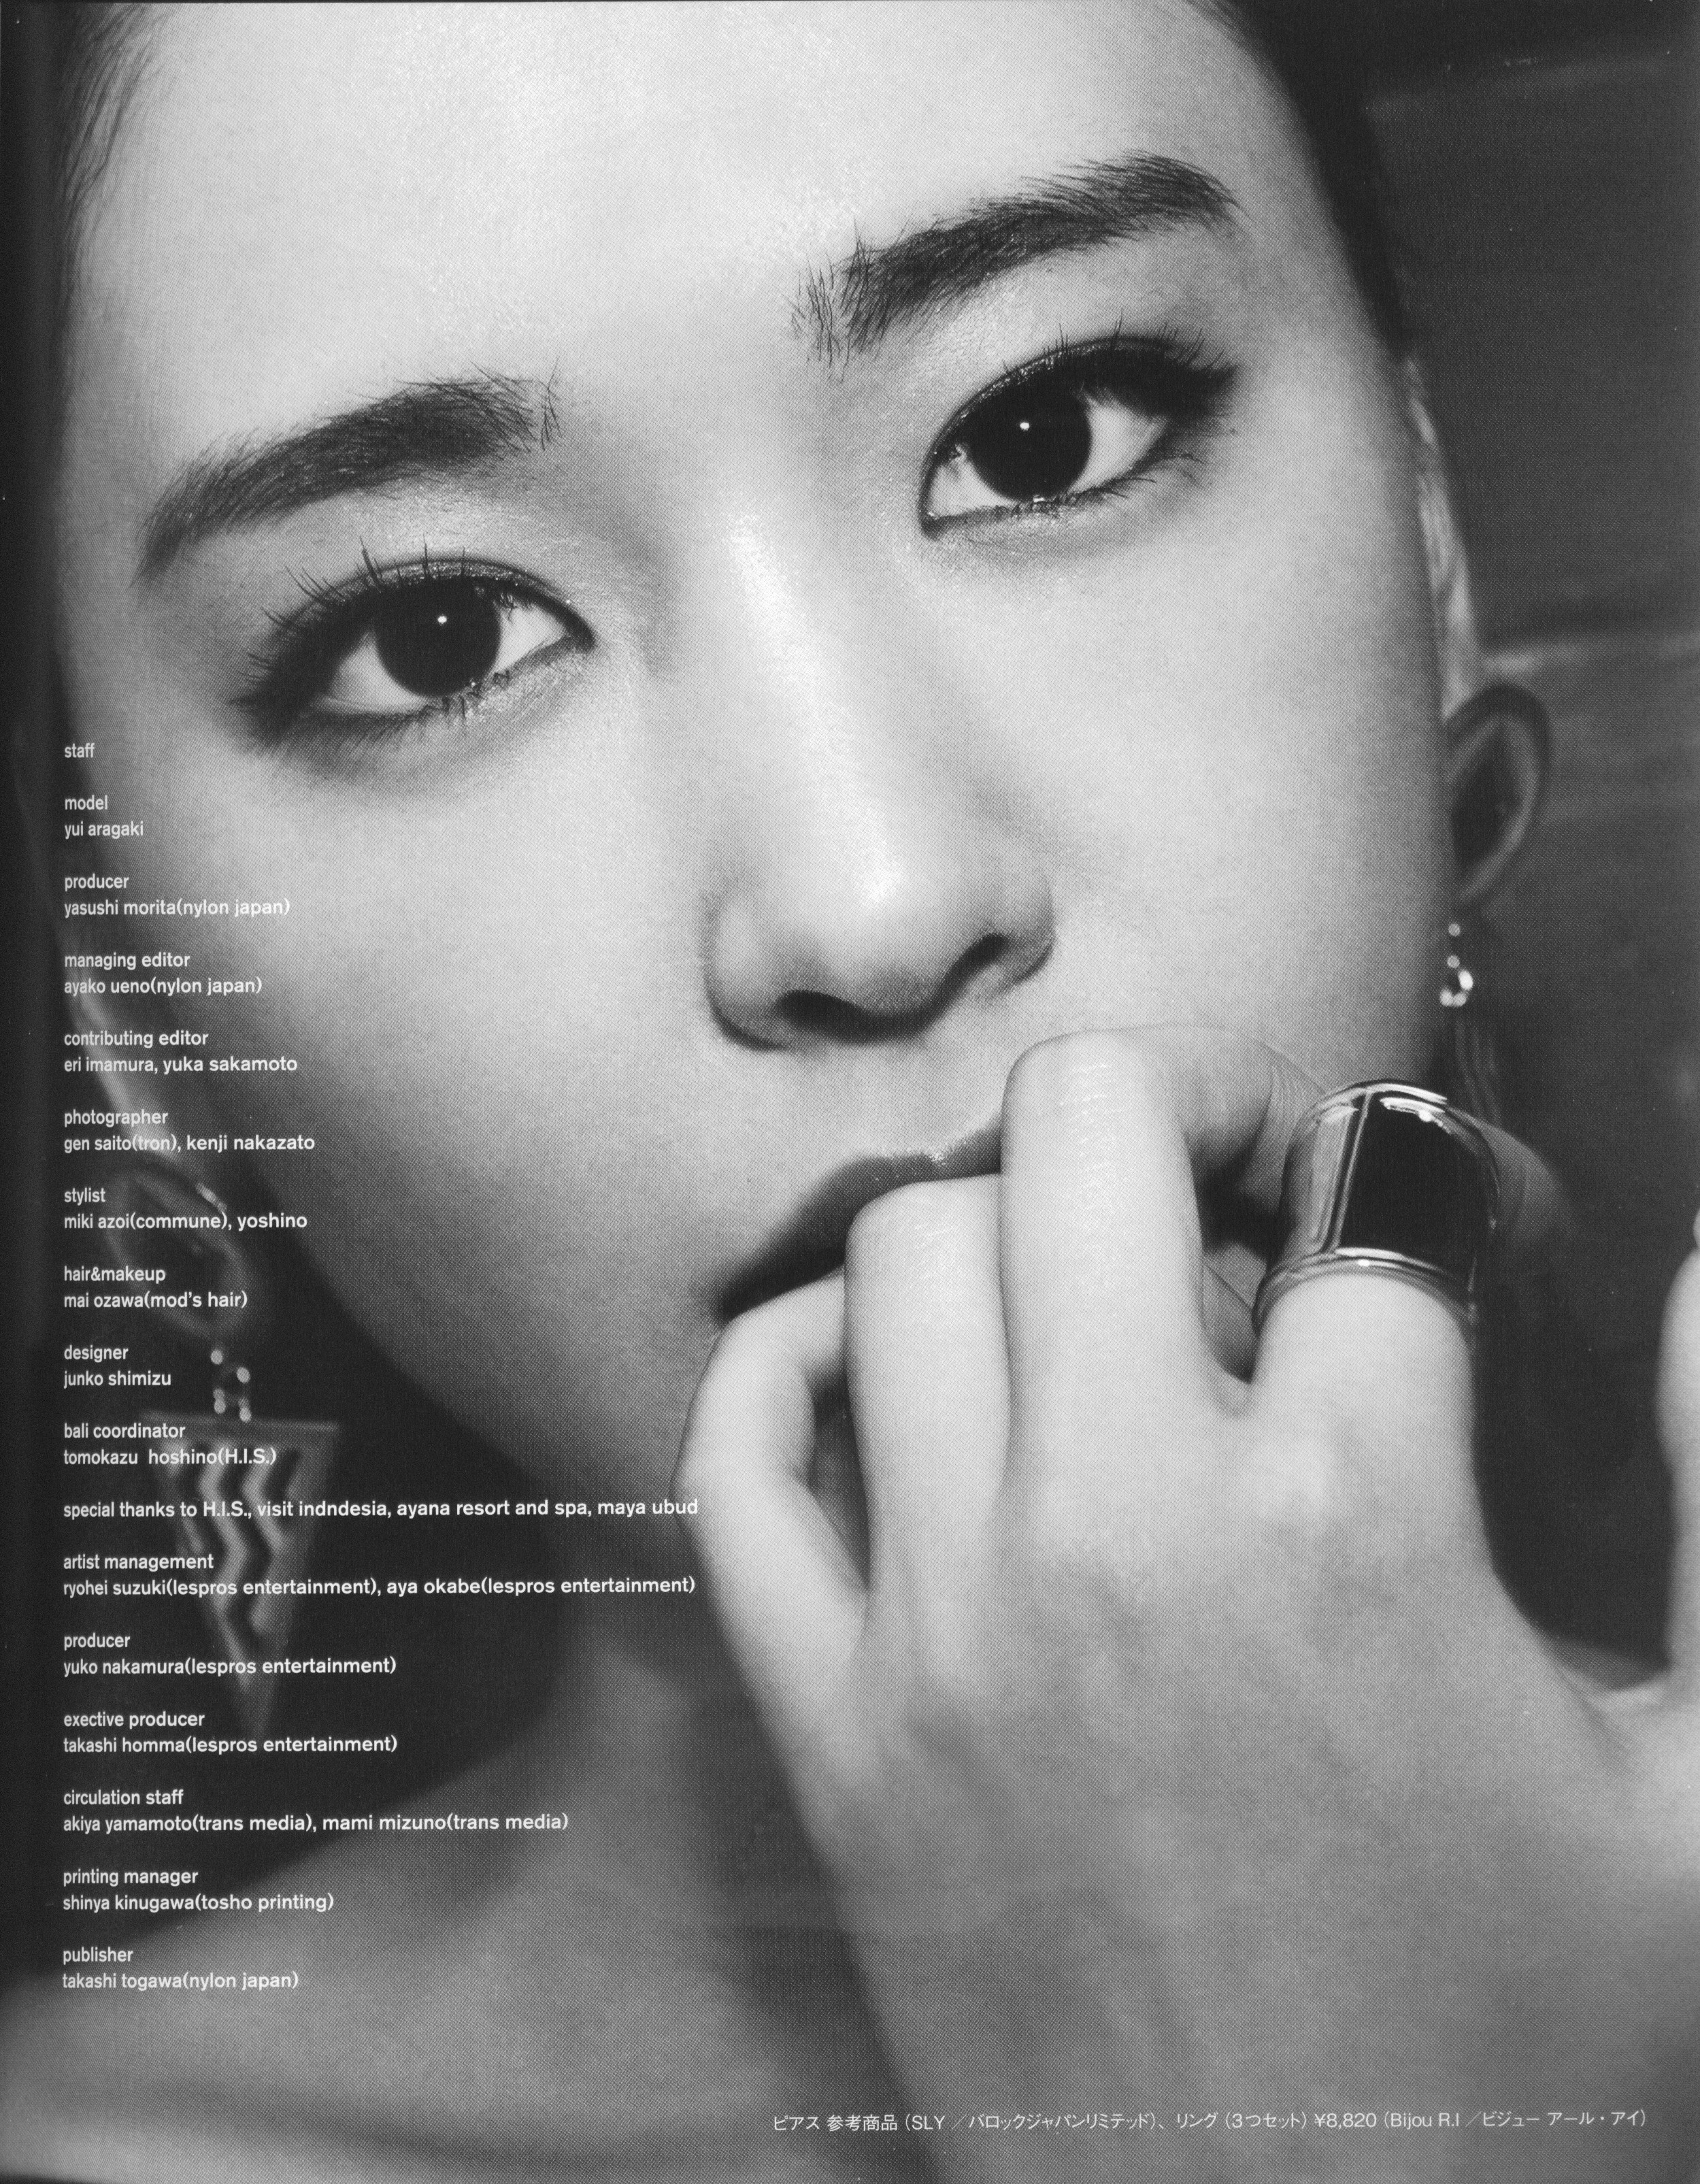 staff
model
yui aragaki
producer
yasushi morita(nylon japan)
managing editor
ayako ueno(nylon japan)
contributing editor
eri imamura, yuka sakamoto
photographer
gen saito(tron), kenji nakazato
stylist
miki azoi(commune), yoshino
hair&makeup
mai ozawa(mod's hair)
designer
junko shimizu
bali coordinator
tomokazu  hoshino(H.I.S.)
special thanks to H.I.S., visit indndesia, ayana resort and spa, maya ubud
artist management
ryohei suzuki(lespros entertainment), aya okabe(lespros entertainment)
producer
yuko nakamura(lespros entertainment)
exective producer
takashi homma(lespros entertainment)
circulation staff
akiya yamamoto(trans media), mami mizuno(trans media)
printing manager
shinya kinugawa(tosho printing)
publisher
takashi togawa(nylon japan)
ピアス 参考商品（SLY／バロックジャパンリミテッド）、リング（3つセット）¥8,820（Bijou R.I／ビジュー アール・アイ）